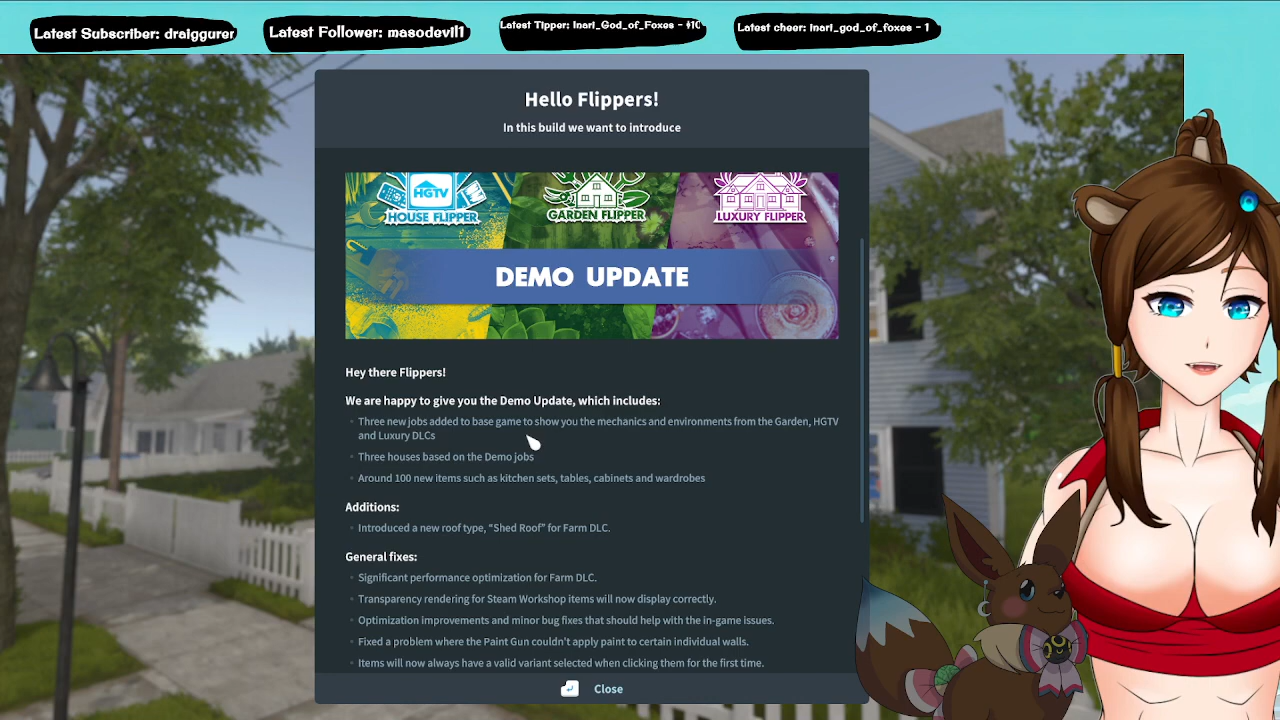 Latest Subscriber: draiggurer
Latest Follower: masodevil1
Latest Tipper: Inari_God_of_Foxes - $10
Latest cheer: inari_god_of_foxes - 1
Hello Flippers!
In this build we want to introduce
HGTV
HOUSE FLIPPER
GARDEN FLIPPER
LUXURY FLIPPER
DEMO UPDATE
Hey there Flippers!
We are happy to give you the Demo Update, which includes:
Three new jobs added to base game to show you the mechanics and environments from the Garden, HGTV
and Luxury DLCs
Three houses based on the Demo jobs
Around 100 new items such as kitchen sets, tables, cabinets and wardrobes
Additions:
Introduced a new roof type, “Shed Roof” for Farm DLC.
General fixes:
Significant performance optimization for Farm DLC.
Transparency rendering for Steam Workshop items will now display correctly.
Optimization improvements and minor bug fixes that should help with the in-game issues.
Fixed a problem where the Paint Gun couldn't apply paint to certain individual walls.
Items will now always have a valid variant selected when clicking them for the first time.
Close